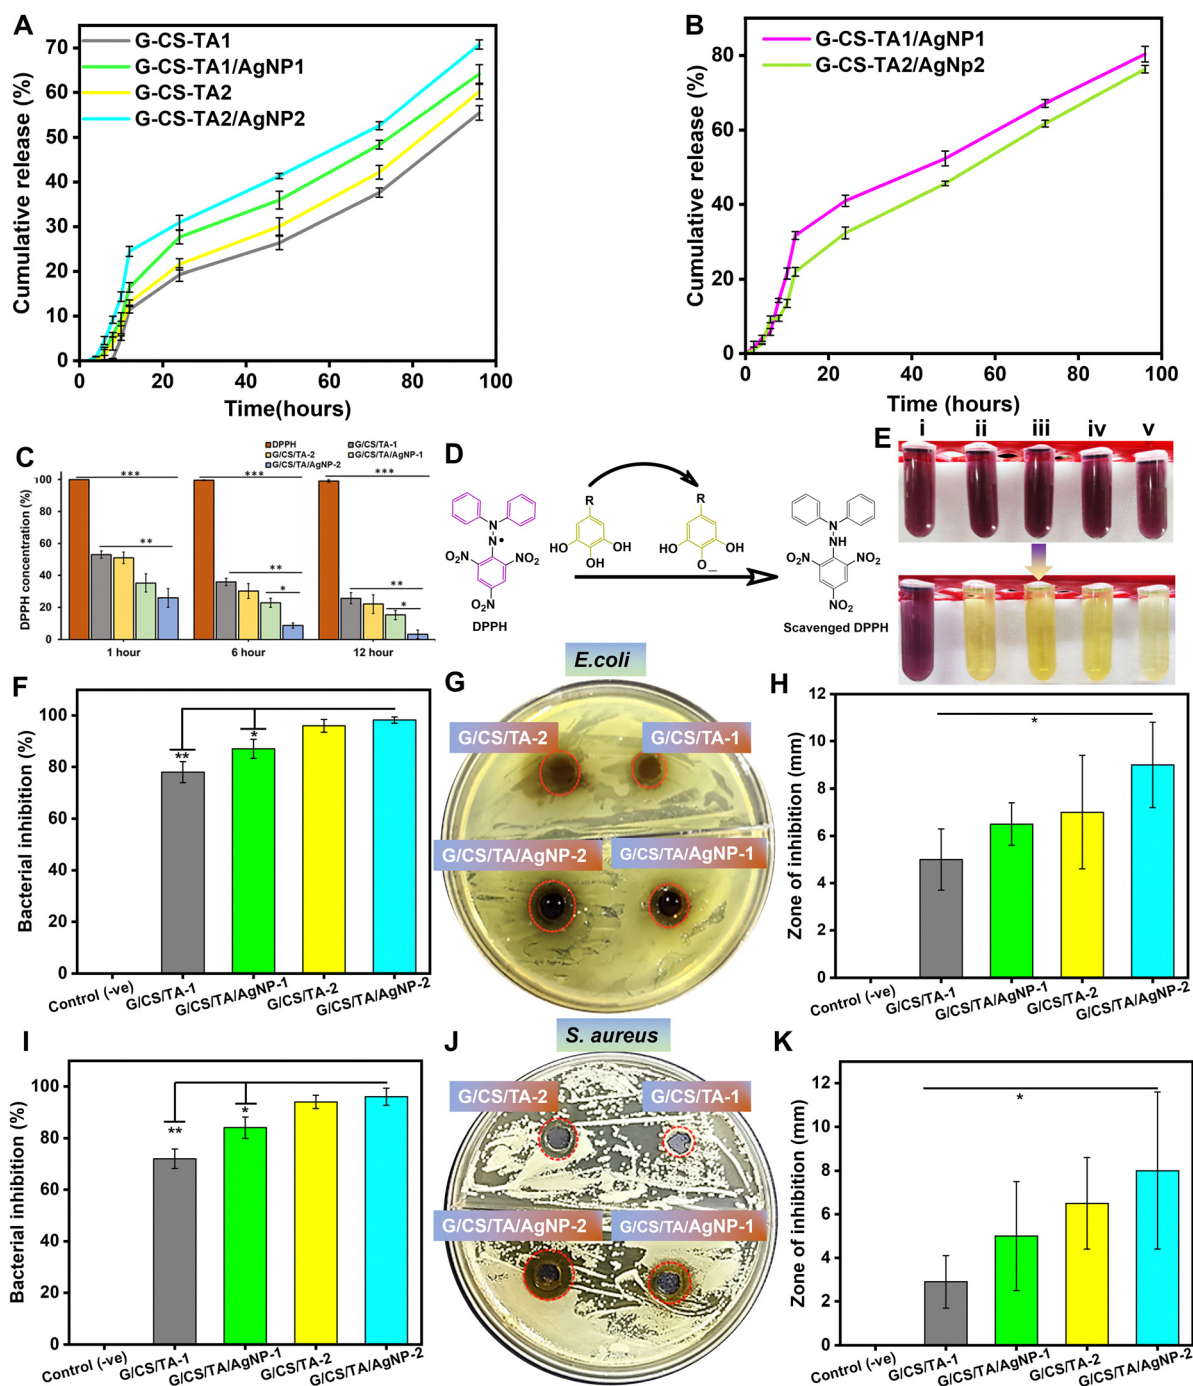 A
G-CS-TA1
G-CS-TA1/AgNP1
G-CS-TA2
G-CS-TA2/AgNP2
Cumulative release (%)
70
60
50
40
30
20
10
0
0 20 40 60 80 100
Time(hours)
B
G-CS-TA1/AgNP1
G-CS-TA2/AgNp2
Cumulative release (%)
80
60
40
20
0
0 20 40 60 80 100
Time (hours)
C
DPPH G/CS/TA-1
G/CS/TA-2 G/CS/TA/AgNP-1
G/CS/TA/AgNP-2
DPPH concentration (%)
100
80
60
40
20
0
*** *** ***
** ** **
* *
1 hour 6 hour 12 hour
D
N
N•
O₂N NO₂
NO₂
DPPH
R
OH OH
OH
R
OH OH
O−
N
NH
O₂N NO₂
NO₂
Scavenged DPPH
E
i ii iii iv v
F
Bacterial inhibition (%)
100
80
60
40
20
0
** *
Control (-ve) G/CS/TA-1 G/CS/TA/AgNP-1 G/CS/TA-2 G/CS/TA/AgNP-2
E.coli
G
G/CS/TA-2 G/CS/TA-1
G/CS/TA/AgNP-2 G/CS/TA/AgNP-1
H
Zone of inhibition (mm)
12
10
8
6
4
2
0
*
Control (-ve) G/CS/TA-1 G/CS/TA/AgNP-1 G/CS/TA-2 G/CS/TA/AgNP-2
I
Bacterial inhibition (%)
100
80
60
40
20
0
** *
Control (-ve) G/CS/TA-1 G/CS/TA/AgNP-1 G/CS/TA-2 G/CS/TA/AgNP-2
S. aureus
J
G/CS/TA-2 G/CS/TA-1
G/CS/TA/AgNP-2 G/CS/TA/AgNP-1
K
Zone of inhibition (mm)
12
10
8
6
4
2
0
*
Control (-ve) G/CS/TA-1 G/CS/TA/AgNP-1 G/CS/TA-2 G/CS/TA/AgNP-2